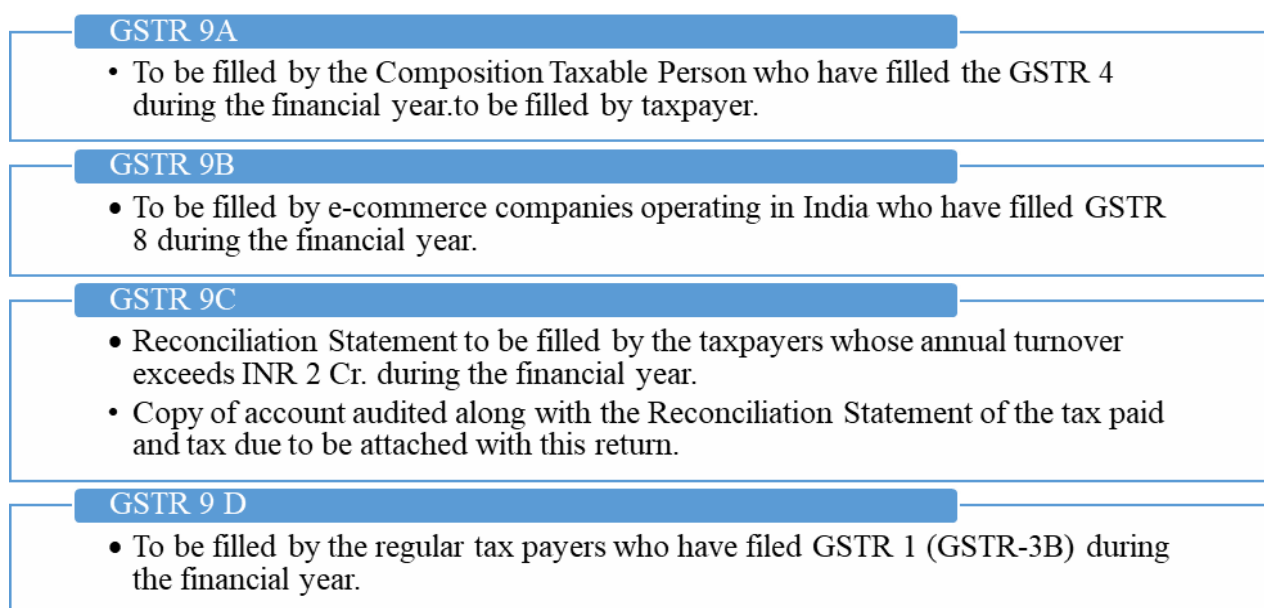 GSTR 9A
• To be filled by the Composition Taxable Person who have filled the GSTR 4
during the financial year.to be filled by taxpayer.
GSTR 9B
• To be filled by e-commerce companies operating in India who have filled GSTR
8 during the financial year.
GSTR 9C
• Reconciliation Statement to be filled by the taxpayers whose annual turnover
exceeds INR 2 Cr. during the financial year.
• Copy of account audited along with the Reconciliation Statement of the tax paid
and tax due to be attached with this return.
GSTR 9 D
• To be filled by the regular tax payers who have filed GSTR 1 (GSTR-3B) during
the financial year.